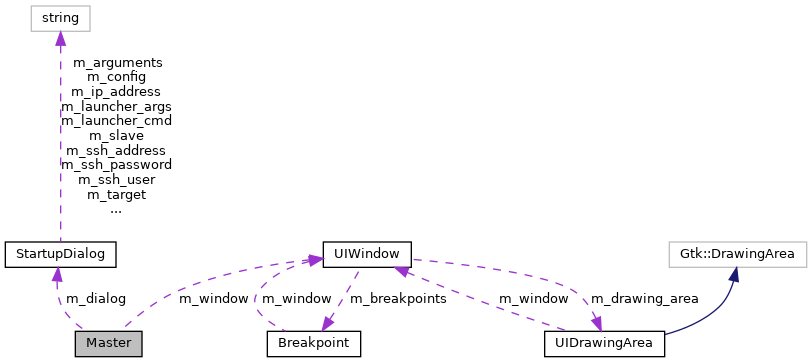 string
m_arguments
m_config
m_ip_address
m_launcher_args
m_launcher_cmd
m_slave
m_ssh_address
m_ssh_password
m_ssh_user
m_target
...
StartupDialog
UIWindow
Gtk::DrawingArea
m_dialog
m_window
m_window
m_breakpoints
m_window
m_drawing_area
Master
Breakpoint
UIDrawingArea